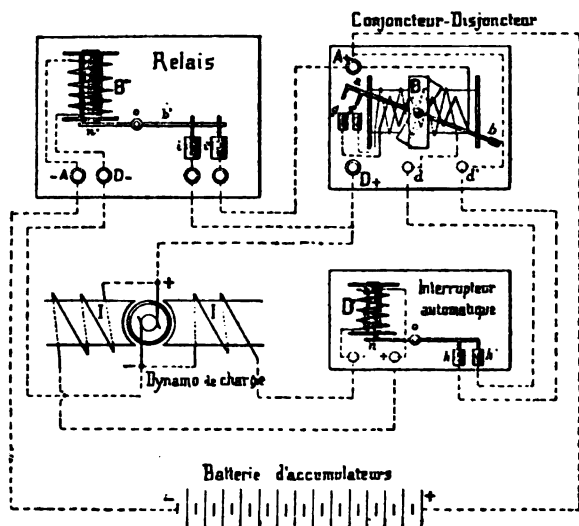 Conjoncteur-Disjoncteur
Relais
B
A+
a
B
b'
n'
o
b
i
i'
g
-A
D-
D+
d
d'
Interrupteur
automatique
D
o
n
+
I
I
+
-
h
h'
Dynamo de charge
Batterie d'accumulateurs
-
+